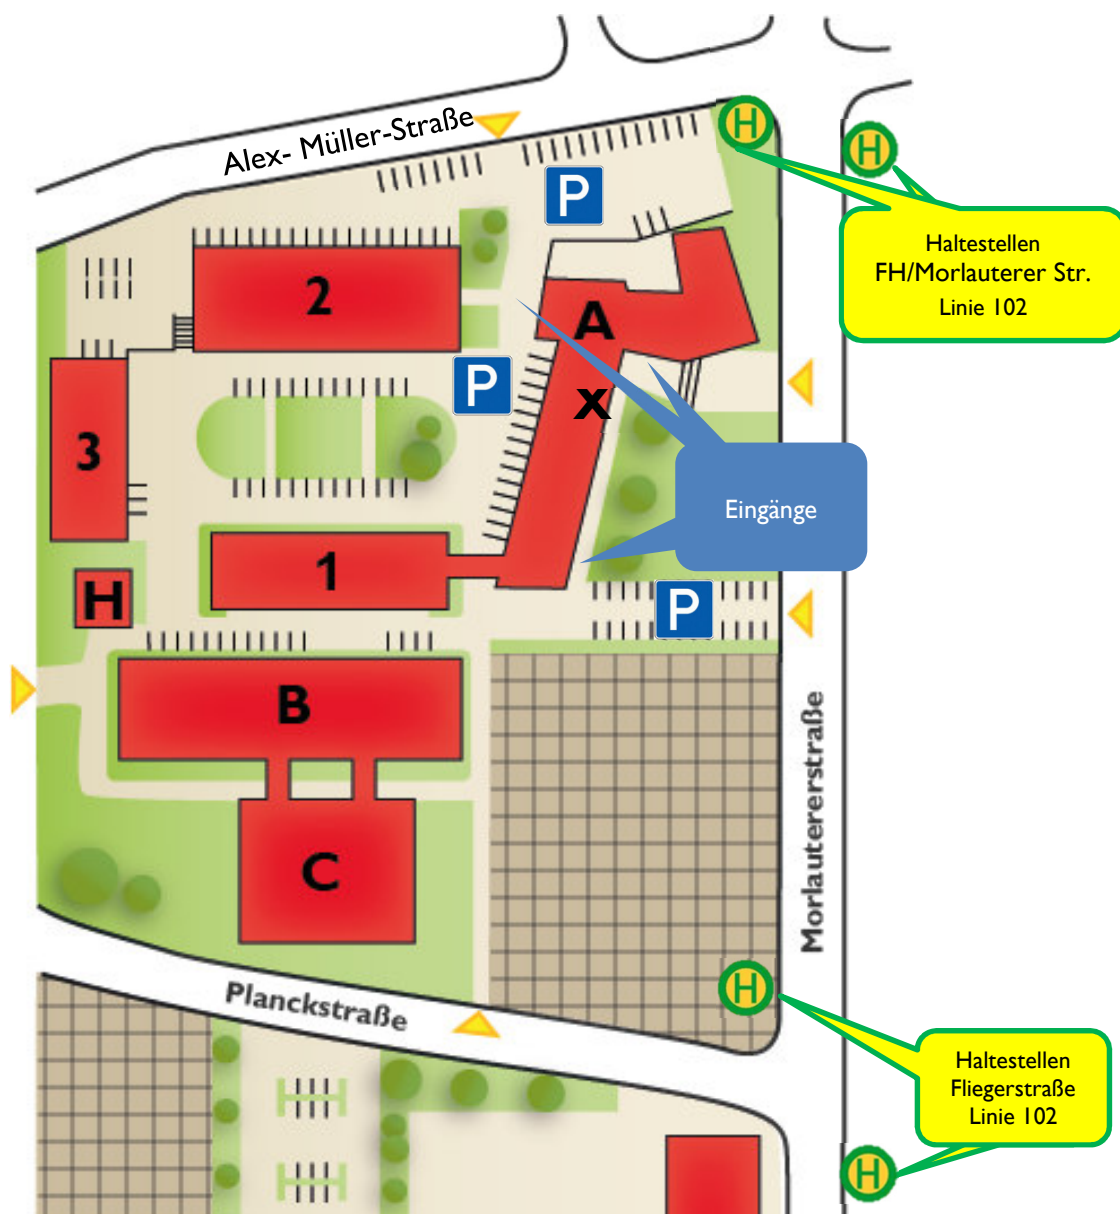 Alex- Müller-Straße
H
H
P
Haltestellen
FH/Morlauterer Str.
Linie 102
2
A
P
X
3
Eingänge
1
H
P
B
Morlautererstraße
C
H
Planckstraße
Haltestellen
Fliegerstraße
Linie 102
H